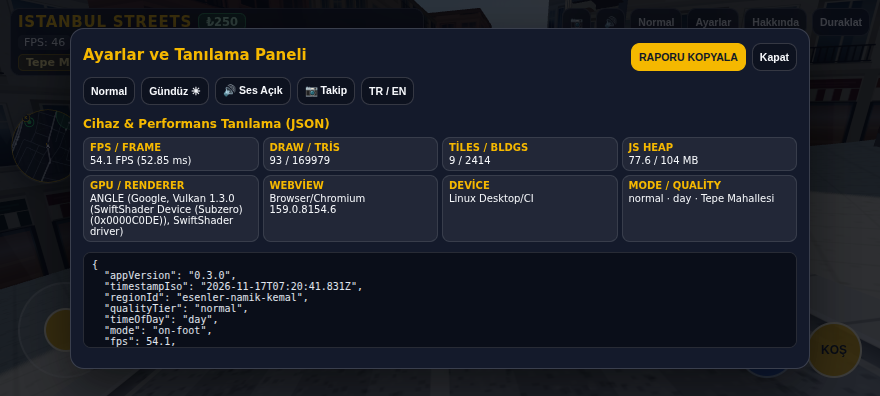 ISTANBUL STREETS ₺250
Normal Ayarlar Hakkında Duraklat
FPS: 46
Tepe M
Ayarlar ve Tanılama Paneli
RAPORU KOPYALA Kapat
Normal Gündüz ☀ 🔊 Ses Açık 📷 Takip TR / EN
Cihaz & Performans Tanılama (JSON)
FPS / FRAME
54.1 FPS (52.85 ms)
DRAW / TRİS
93 / 169979
TİLES / BLDGS
9 / 2414
JS HEAP
77.6 / 104 MB
GPU / RENDERER
ANGLE (Google, Vulkan 1.3.0
(SwiftShader Device (Subzero)
(0x0000C0DE)), SwiftShader
driver)
WEBVİEW
Browser/Chromium
159.0.8154.6
DEVİCE
Linux Desktop/CI
MODE / QUALİTY
normal · day · Tepe Mahallesi
{
"appVersion": "0.3.0",
"timestampIso": "2026-11-17T07:20:41.831Z",
"regionId": "esenler-namik-kemal",
"qualityTier": "normal",
"timeOfDay": "day",
"mode": "on-foot",
"fps": 54.1,
KOŞ